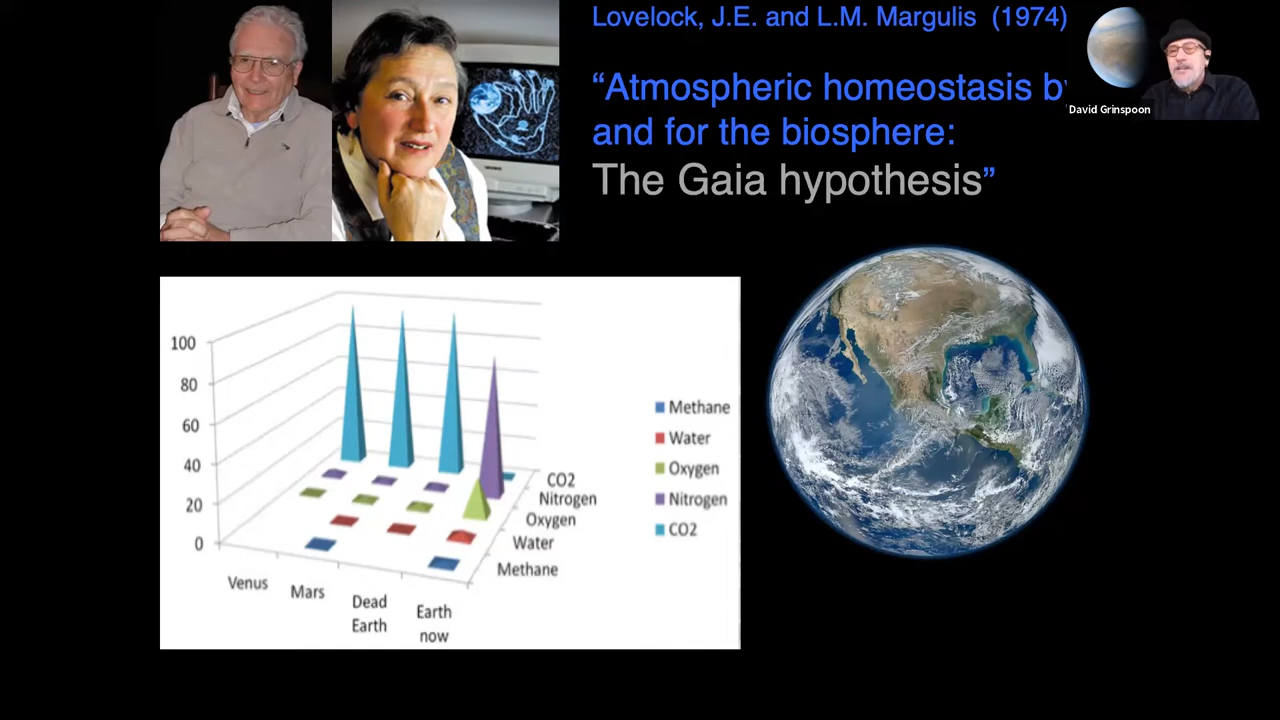 Lovelock, J.E. and L.M. Margulis (1974)
“Atmospheric homeostasis by
and for the biosphere:
The Gaia hypothesis”
David Grinspoon
100
80
60
40
20
0
Venus
Mars
Dead
Earth
Earth
now
CO2
Nitrogen
Oxygen
Water
Methane
Methane
Water
Oxygen
Nitrogen
CO2